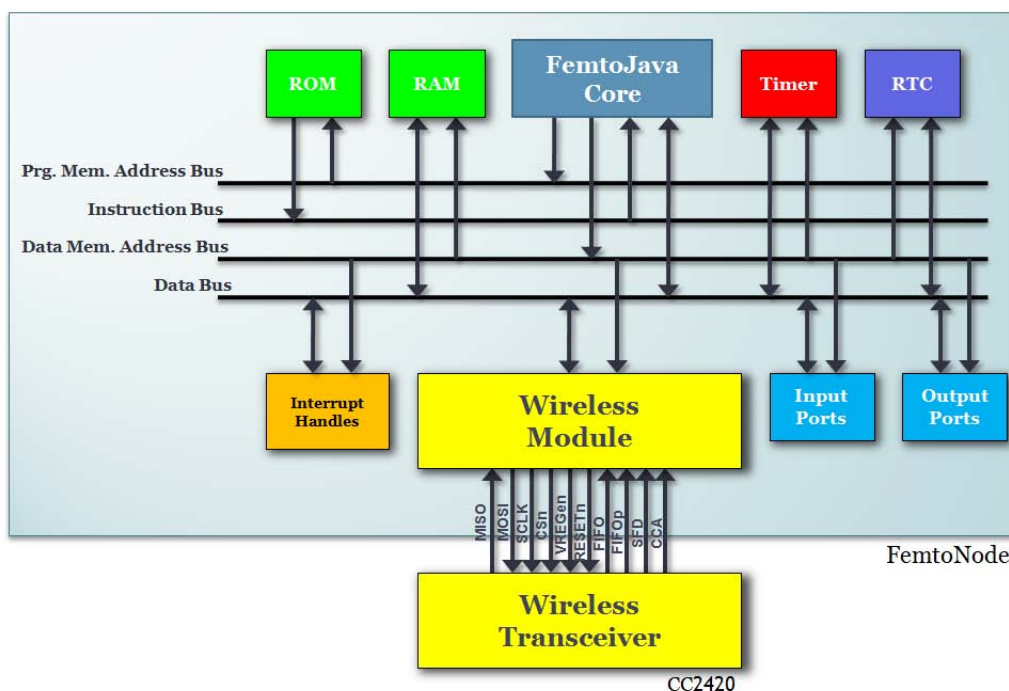 ROM
RAM
FemtoJava
Core
Timer
RTC
Prg. Mem. Address Bus
Instruction Bus
Data Mem. Address Bus
Data Bus
Interrupt
Handles
Wireless
Module
Input
Ports
Output
Ports
MISO
MOSI
SCLK
CSn
VREGen
RESETn
FIFO
FIFOp
SFD
CCA
FemtoNode
Wireless
Transceiver
CC2420